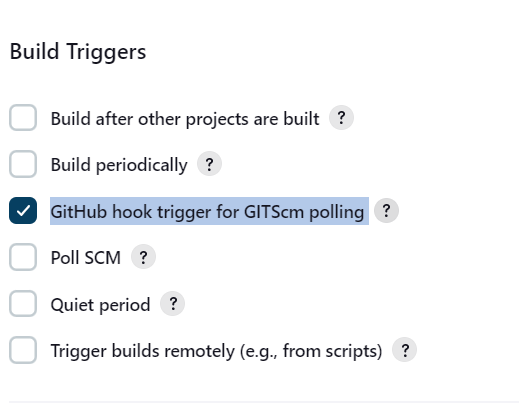 Build Triggers
Build after other projects are built ?
Build periodically ?
GitHub hook trigger for GITScm polling ?
Poll SCM ?
Quiet period ?
Trigger builds remotely (e.g., from scripts) ?